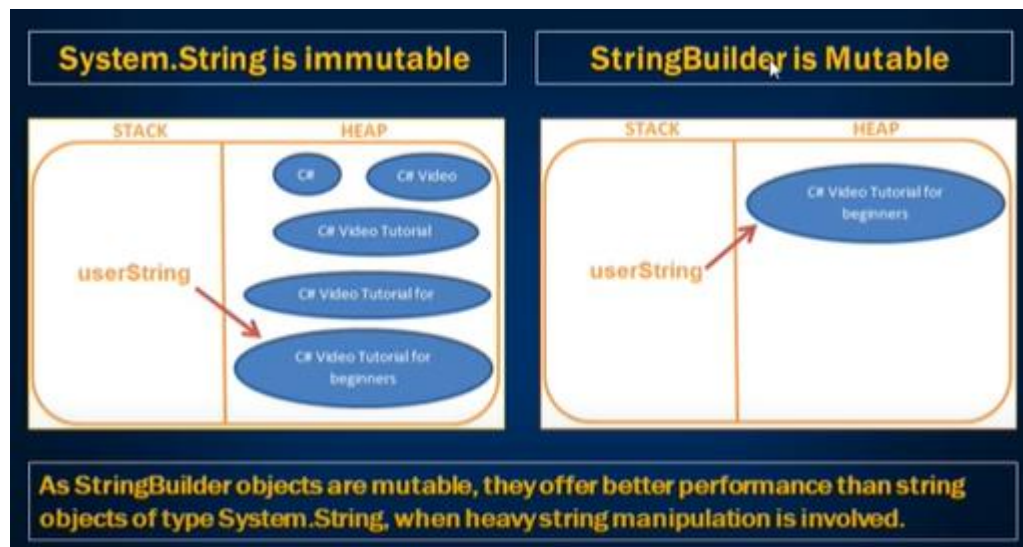 System.String is immutable
StringBuilder is Mutable
STACK
HEAP
C#
C# Video
C# Video Tutorial
userString
C# Video Tutorial for
C# Video Tutorial for
beginners
STACK
HEAP
C# Video Tutorial for
beginners
userString
As StringBuilder objects are mutable, they offer better performance than string
objects of type System.String, when heavy string manipulation is involved.